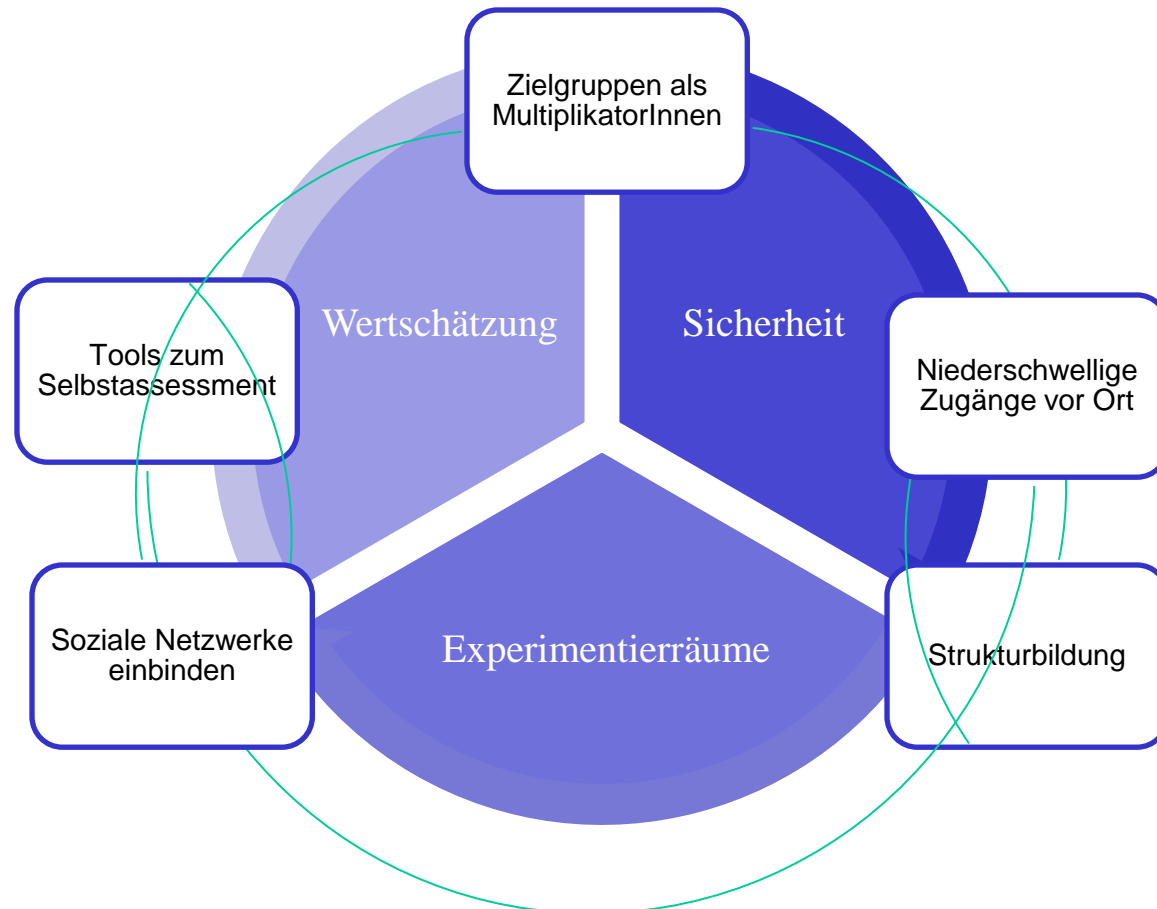 Zielgruppen als
MultiplikatorInnen
Wertschätzung
Sicherheit
Tools zum
Selbstassessment
Niederschwellige
Zugänge vor Ort
Soziale Netzwerke
einbinden
Experimentierräume
Strukturbildung